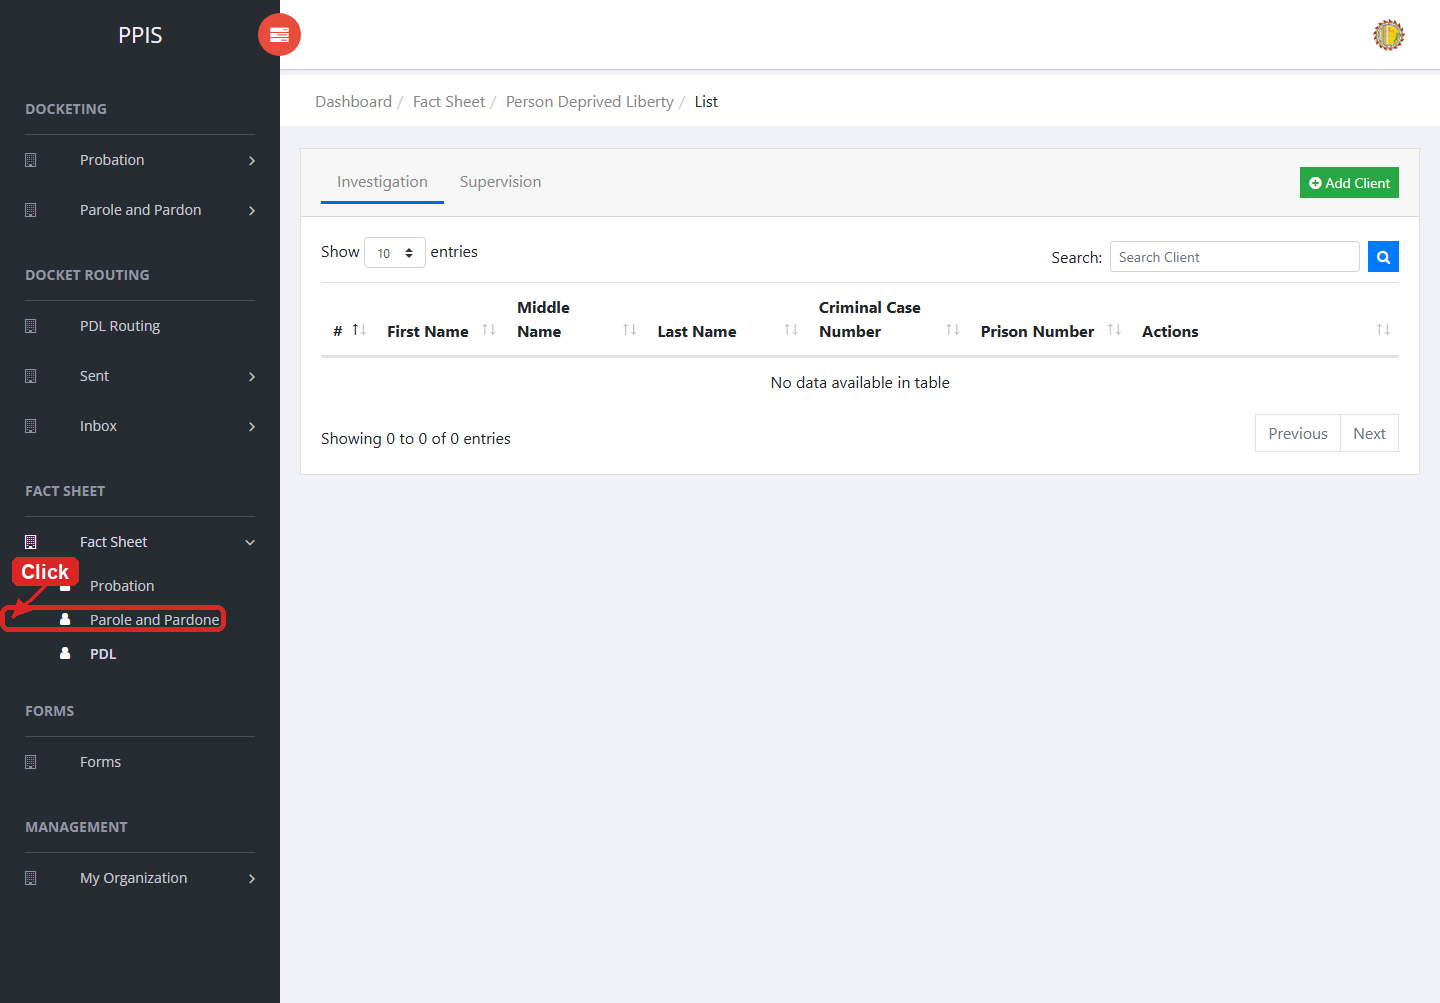 PPIS
DOCKETING
Probation
Parole and Pardon
DOCKET ROUTING
PDL Routing
Sent
Inbox
FACT SHEET
Fact Sheet
Click
Probation
Parole and Pardone
PDL
FORMS
Forms
MANAGEMENT
My Organization
Dashboard / Fact Sheet / Person Deprived Liberty / List
Investigation Supervision Add Client
Show 10 entries Search: Search Client
# First Name Middle Name Last Name Criminal Case Number Prison Number Actions
No data available in table
Showing 0 to 0 of 0 entries Previous Next